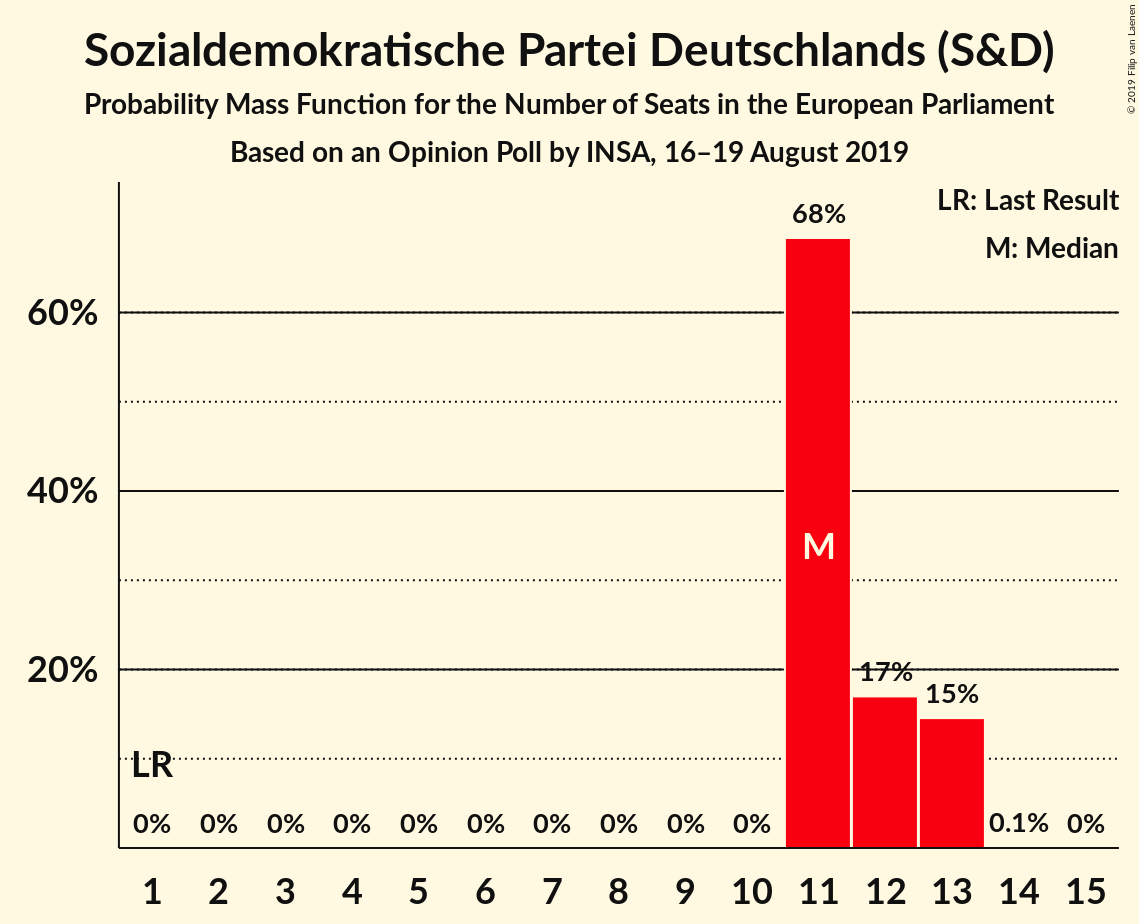 Sozialdemokratische Partei Deutschlands (S&D)
Probability Mass Function for the Number of Seats in the European Parliament
Based on an Opinion Poll by INSA, 16–19 August 2019
© 2019 Filip van Laenen
LR: Last Result
M: Median
68%
60%
40%
M
20%
17%
15%
LR
0% 0% 0% 0% 0% 0% 0% 0% 0% 0% 0.1% 0%
1 2 3 4 5 6 7 8 9 10 11 12 13 14 15